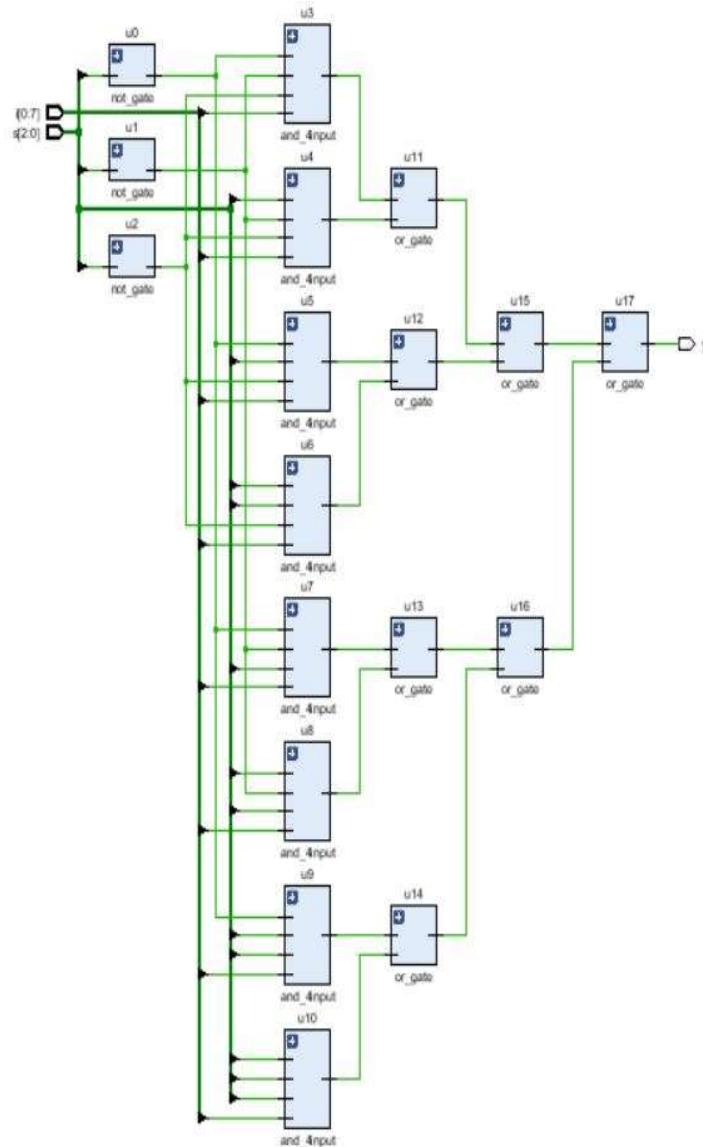 u0
not_gate
i[0:7]
s[2:0]
u1
not_gate
u2
not_gate
u3
and_4input
u4
and_4input
u5
and_4input
u6
and_4input
u7
and_4input
u8
and_4input
u9
and_4input
u10
and_4input
u11
or_gate
u12
or_gate
u13
or_gate
u14
or_gate
u15
or_gate
u16
or_gate
u17
or_gate